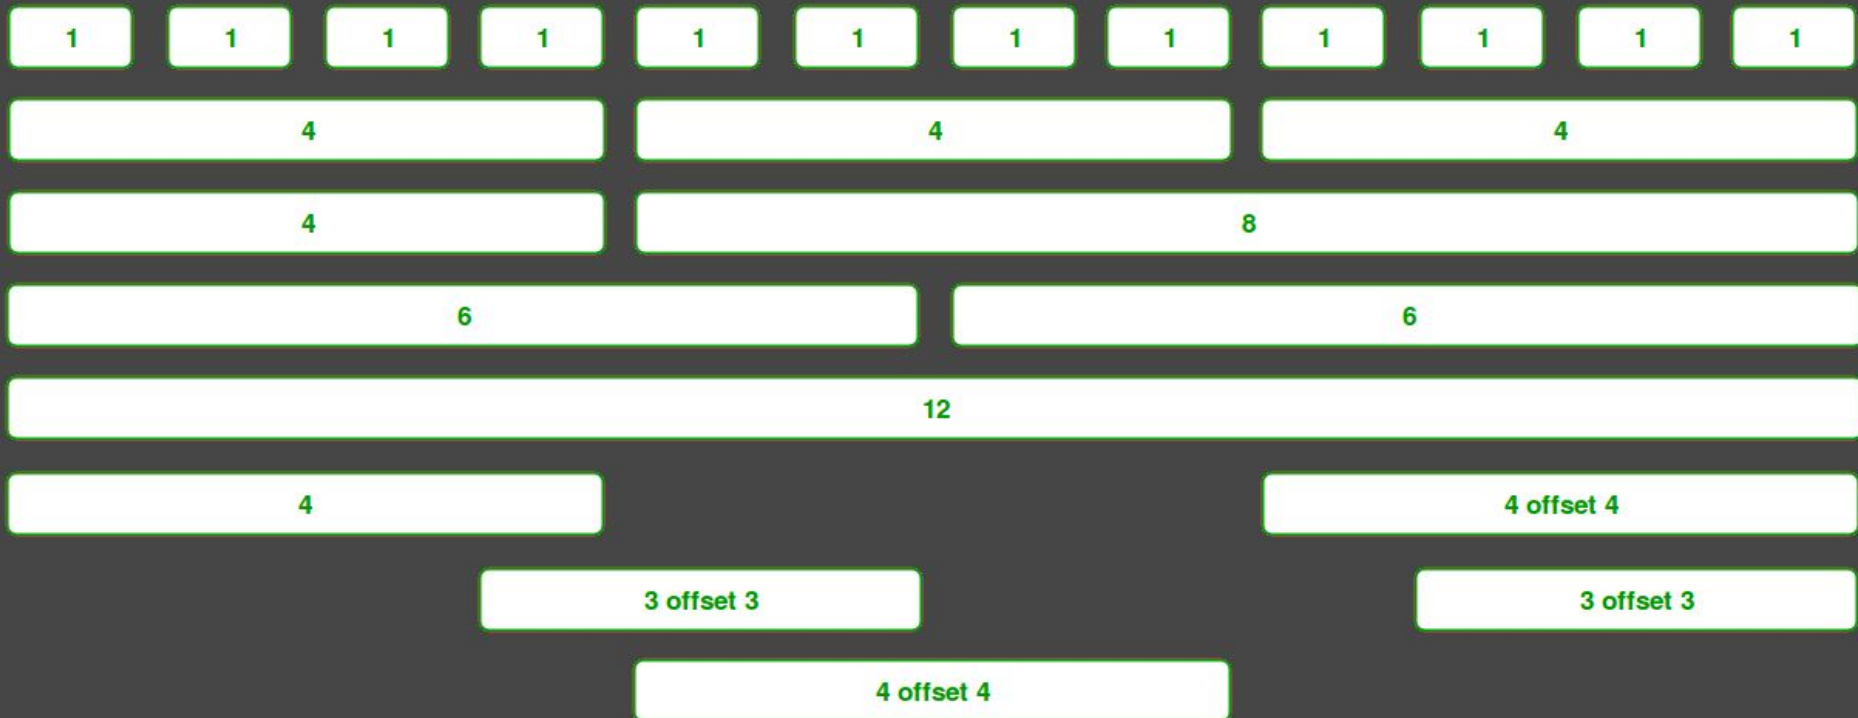 1 1 1 1 1 1 1 1 1 1 1 1
4 4 4
4 8
6 6
12
4 4 offset 4
3 offset 3 3 offset 3
4 offset 4